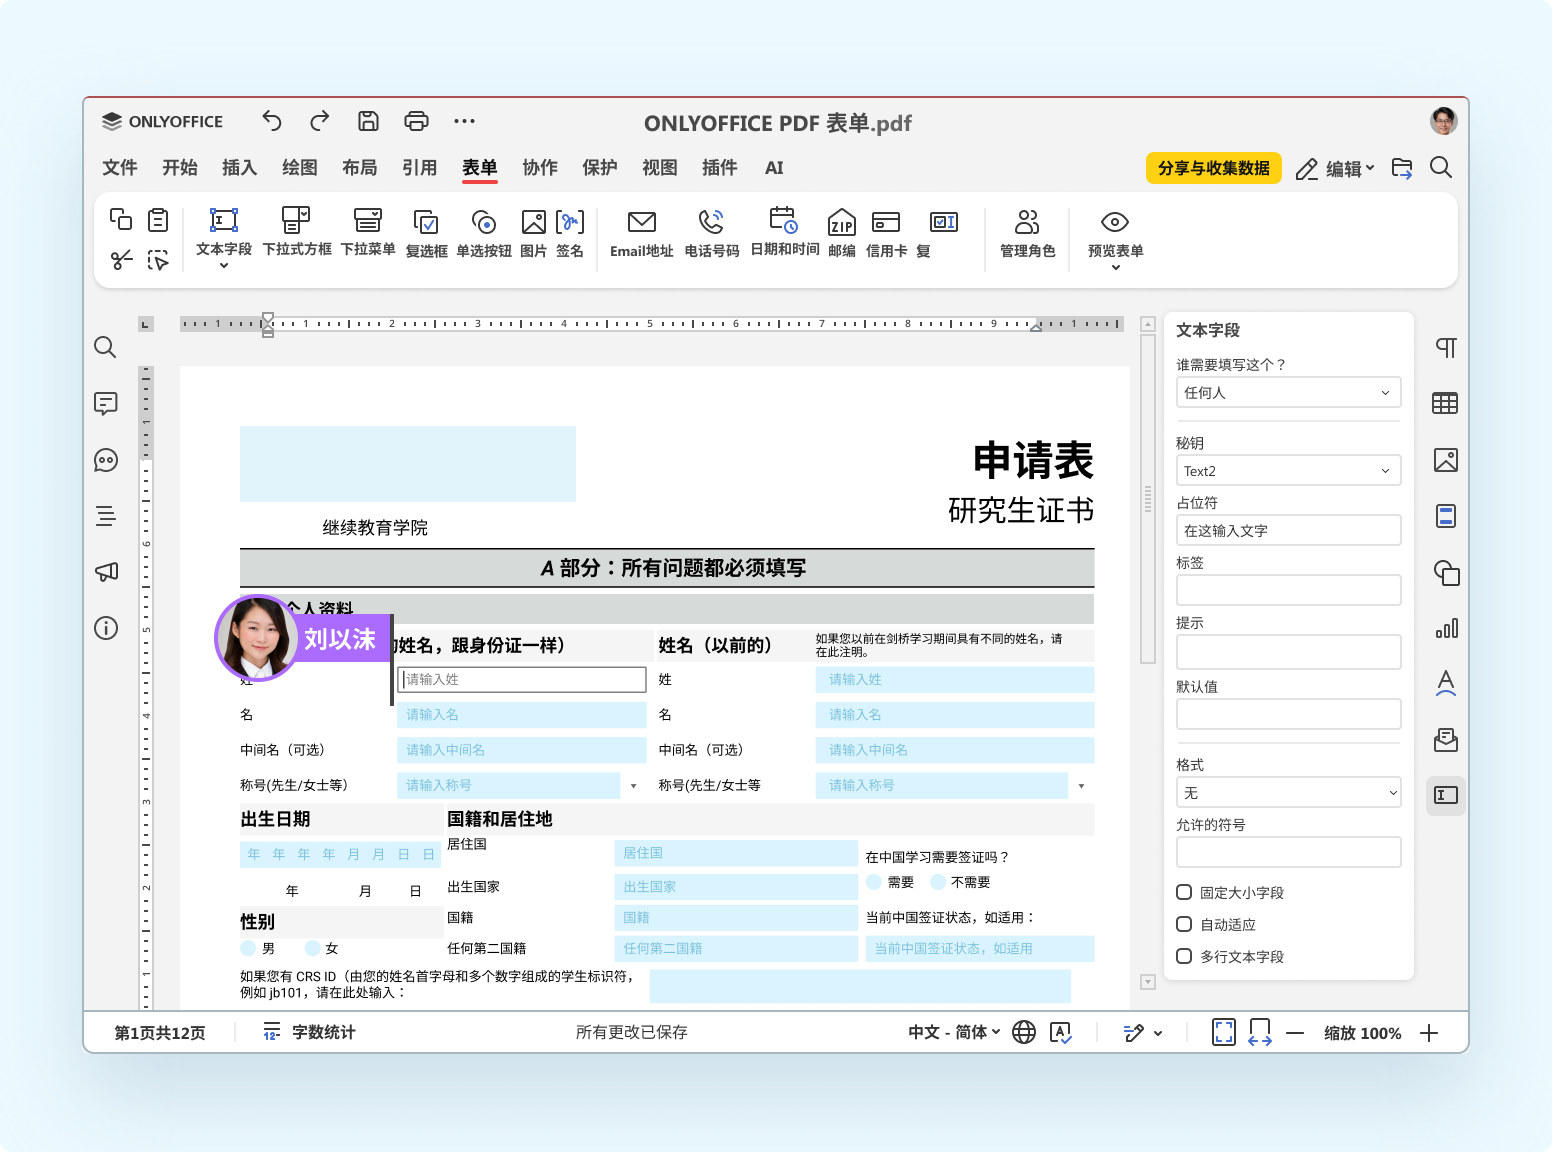 ONLYOFFICE
ONLYOFFICE PDF 表单.pdf
文件 开始 插入 绘图 布局 引用 表单 协作 保护 视图 插件 AI
分享与收集数据 编辑
文本字段 下拉式方框 下拉菜单 复选框 单选按钮 图片 签名 Email地址 电话号码 日期和时间 ZIP 邮编 信用卡 复 管理角色 预览表单
1 1 2 3 4 5 6 7 8 9 1
1 6 5 4 3 2 1
申请表
研究生证书
继续教育学院
A 部分：所有问题都必须填写
个人资料
刘以沫
姓名，跟身份证一样） 姓名（以前的） 如果您以前在剑桥学习期间具有不同的姓名，请
在此注明。
姓 请输入姓 姓 请输入姓
名 请输入名 名 请输入名
中间名（可选） 请输入中间名 中间名（可选） 请输入中间名
称号(先生/女士等） 请输入称号 称号(先生/女士等 请输入称号
出生日期 国籍和居住地
年 年 年 年 月 月 日 日 居住国 居住国 在中国学习需要签证吗？
年 月 日 出生国家 出生国家 需要 不需要
性别 国籍 国籍 当前中国签证状态，如适用：
男 女 任何第二国籍 任何第二国籍 当前中国签证状态，如适用
如果您有 CRS ID（由您的姓名首字母和多个数字组成的学生标识符，
例如 jb101，请在此处输入：
文本字段
谁需要填写这个？
任何人
秘钥
Text2
占位符
在这输入文字
标签
提示
默认值
格式
无
允许的符号
固定大小字段
自动适应
多行文本字段
第1页共12页 12 字数统计 所有更改已保存 中文 - 简体 缩放 100%